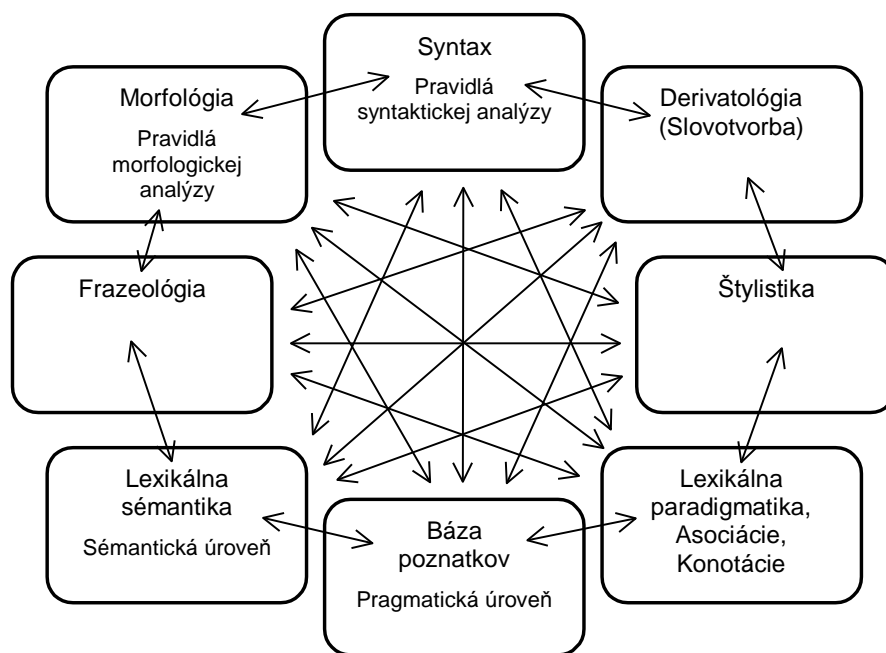 Syntax
Pravidlá
syntaktickej analýzy
Morfológia
Pravidlá
morfologickej
analýzy
Derivatológia
(Slovotvorba)
Frazeológia
Štylistika
Lexikálna
sémantika
Sémantická úroveň
Báza
poznatkov
Pragmatická úroveň
Lexikálna
paradigmatika,
Asociácie,
Konotácie